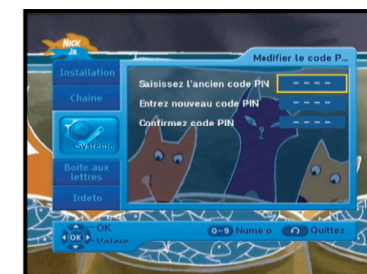 NICK
JR
Modifier le code P...
Installation
Chaîne
Système
Boite aux
lettres
Irdeto
Saisissez l'ancien code PIN
– – – –
Entrez nouveau code PIN
– – – –
Confirmez code PIN
– – – –
OK
OK
Valeur
0-9 Numéro
Quittez